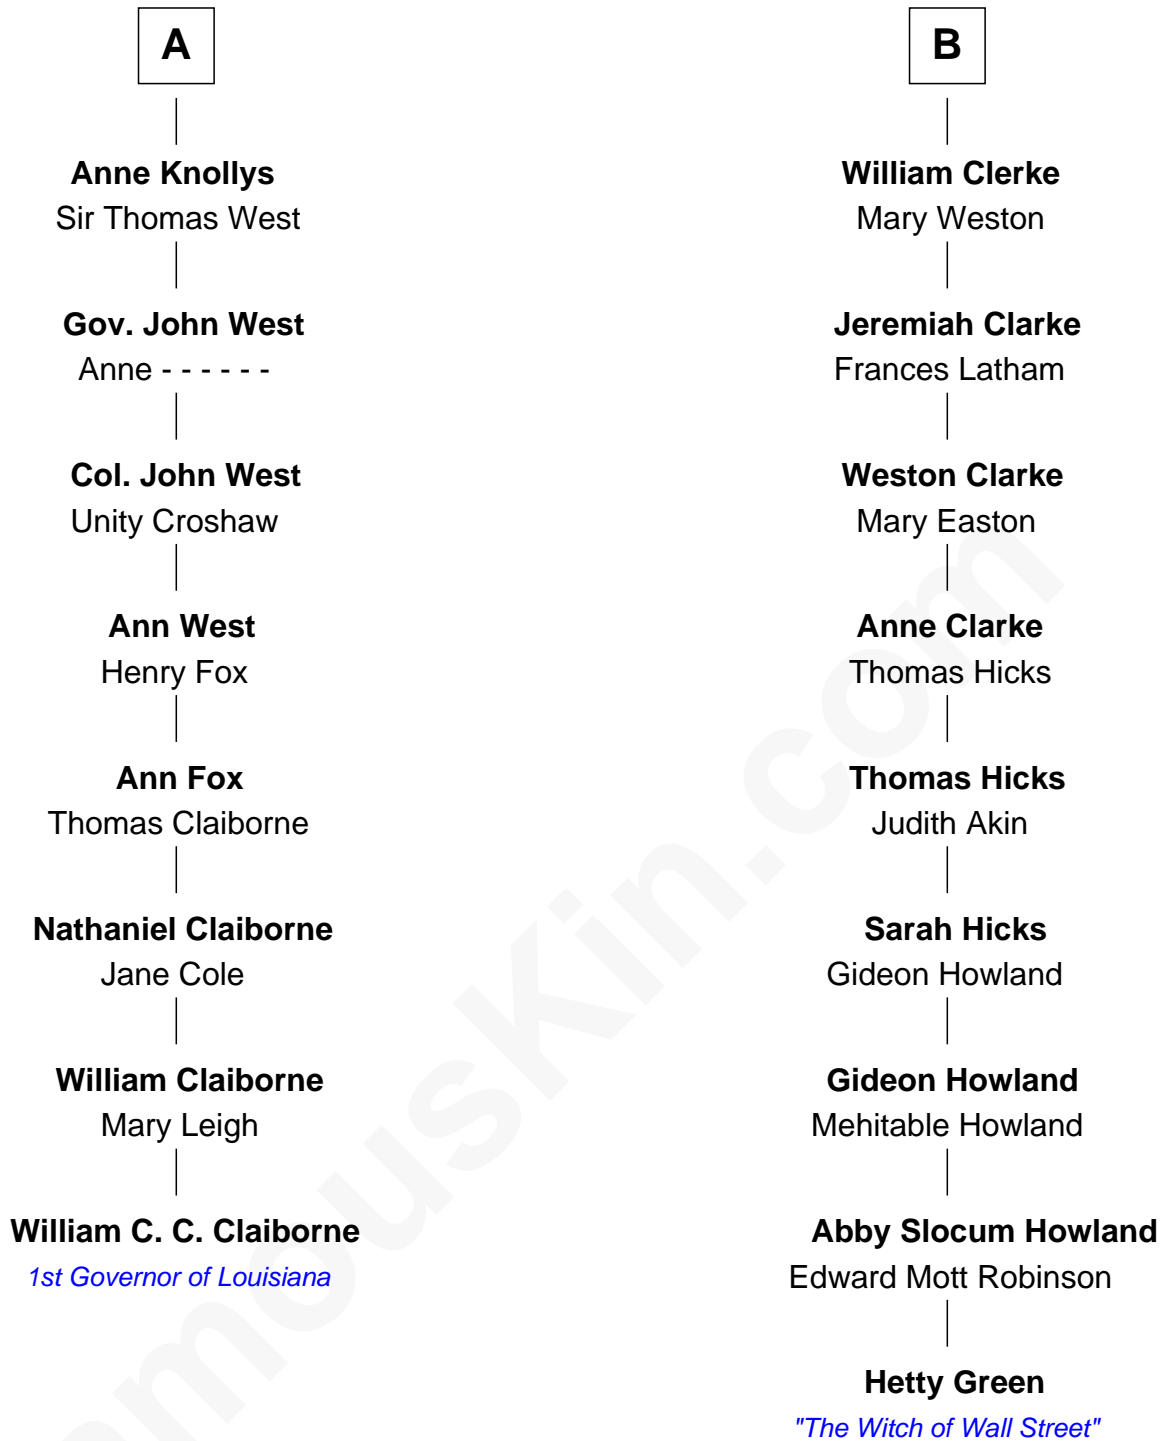 A
Anne Knollys
Sir Thomas West
Gov. John West
Anne - - - - - -
Col. John West
Unity Croshaw
Ann West
Henry Fox
Ann Fox
Thomas Claiborne
Nathaniel Claiborne
Jane Cole
William Claiborne
Mary Leigh
William C. C. Claiborne
1st Governor of Louisiana
B
William Clerke
Mary Weston
Jeremiah Clarke
Frances Latham
Weston Clarke
Mary Easton
Anne Clarke
Thomas Hicks
Thomas Hicks
Judith Akin
Sarah Hicks
Gideon Howland
Gideon Howland
Mehitable Howland
Abby Slocum Howland
Edward Mott Robinson
Hetty Green
"The Witch of Wall Street"
amousKin.com